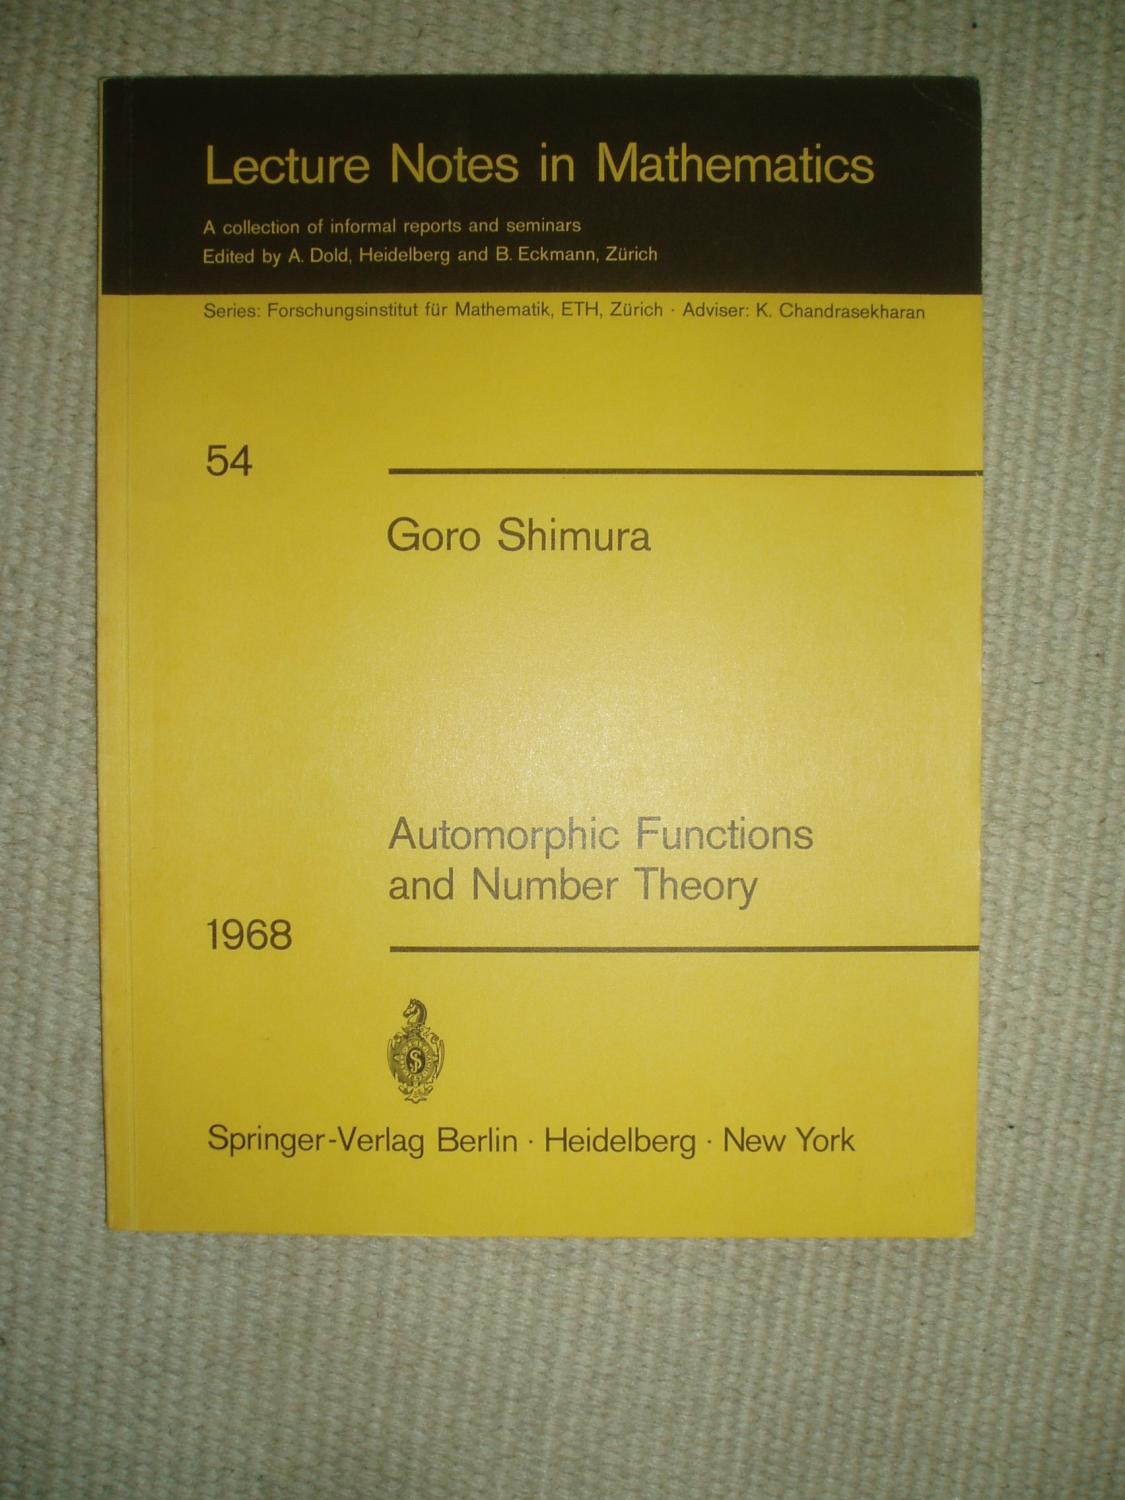 Lecture Notes in Mathematics
A collection of informal reports and seminars
Edited by A. Dold, Heidelberg and B. Eckmann, Zürich
Series: Forschungsinstitut für Mathematik, ETH, Zürich · Adviser: K. Chandrasekharan
54
Goro Shimura
Automorphic Functions
and Number Theory
1968
Springer-Verlag Berlin · Heidelberg · New York